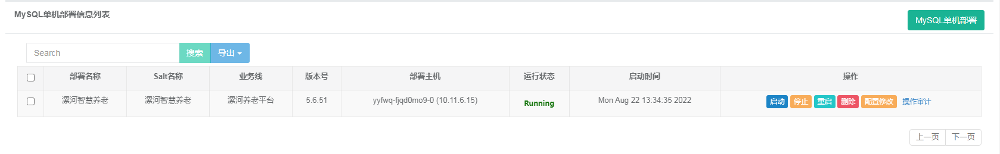 MySQL单机部署信息列表
MySQL单机部署
Search 搜索 导出
部署名称 Salt名称 业务线 版本号 部署主机 运行状态 启动时间 操作
漯河智慧养老 漯河智慧养老 漯河养老平台 5.6.51 yyfwq-fjqd0mo9-0 (10.11.6.15) Running Mon Aug 22 13:34:35 2022 启动 停止 重启 删除 配置修改 操作审计
上一页 下一页